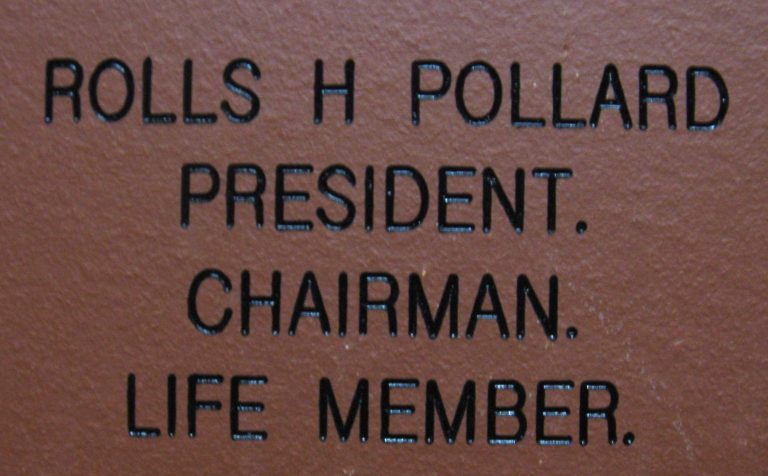 ROLLS H POLLARD
PRESIDENT.
CHAIRMAN.
LIFE MEMBER.